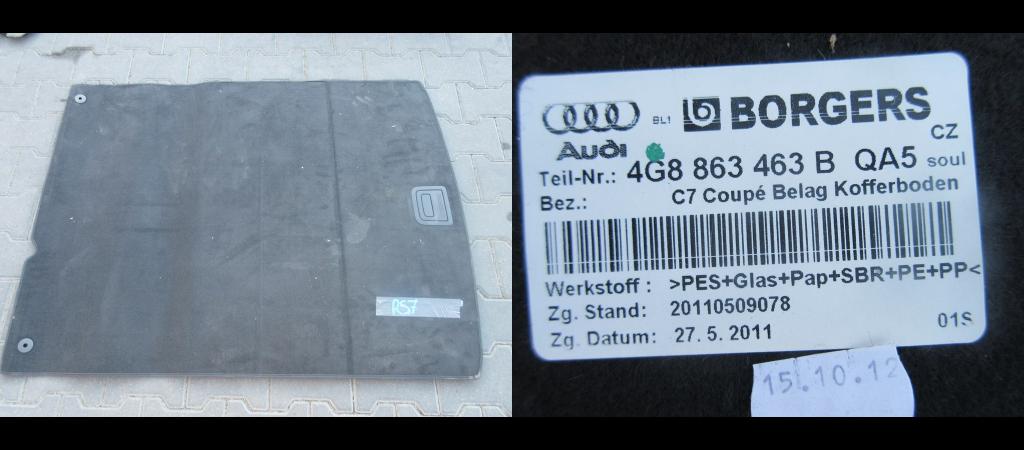 RS7
BL1 BORGERS
Audi
CZ
Teil-Nr.: 4G8 863 463 B QA5 soul
Bez.: C7 Coupé Belag Kofferboden
Werkstoff : >PES+Glas+Pap+SBR+PE+PP<
Zg. Stand: 20110509078
Zg. Datum: 27. 5. 2011
01S
15.10.12